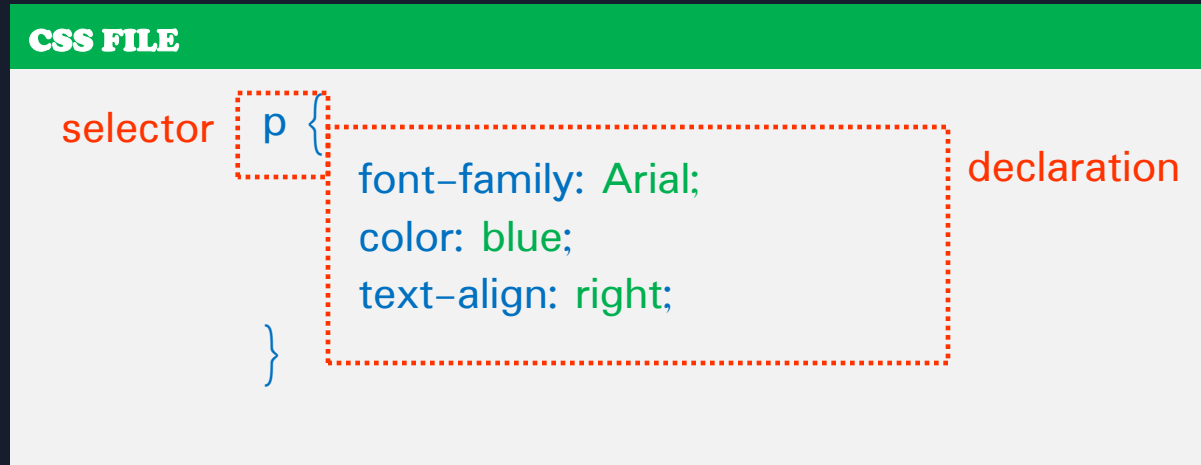 CSS FILE
selector p {
declaration
font-family: Arial;
color: blue;
text-align: right;
}